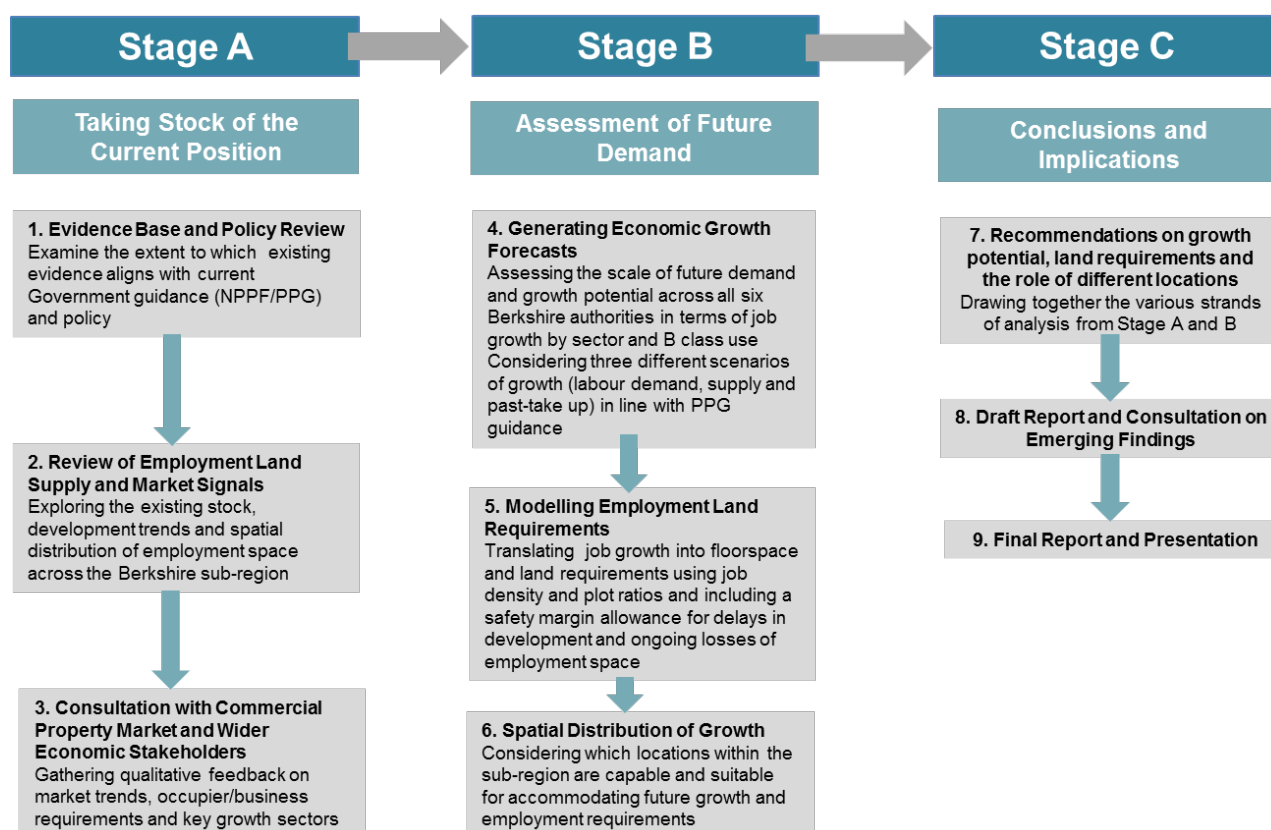 Stage A
Stage B
Stage C
Taking Stock of the
Current Position
Assessment of Future
Demand
Conclusions and
Implications
1. Evidence Base and Policy Review
Examine the extent to which existing
evidence aligns with current
Government guidance (NPPF/PPG)
and policy
2. Review of Employment Land
Supply and Market Signals
Exploring the existing stock,
development trends and spatial
distribution of employment space
across the Berkshire sub-region
3. Consultation with Commercial
Property Market and Wider
Economic Stakeholders
Gathering qualitative feedback on
market trends, occupier/business
requirements and key growth sectors
4. Generating Economic Growth
Forecasts
Assessing the scale of future demand
and growth potential across all six
Berkshire authorities in terms of job
growth by sector and B class use
Considering three different scenarios
of growth (labour demand, supply and
past-take up) in line with PPG
guidance
5. Modelling Employment Land
Requirements
Translating job growth into floorspace
and land requirements using job
density and plot ratios and including a
safety margin allowance for delays in
development and ongoing losses of
employment space
6. Spatial Distribution of Growth
Considering which locations within the
sub-region are capable and suitable
for accommodating future growth and
employment requirements
7. Recommendations on growth
potential, land requirements and
the role of different locations
Drawing together the various strands
of analysis from Stage A and B
8. Draft Report and Consultation on
Emerging Findings
9. Final Report and Presentation